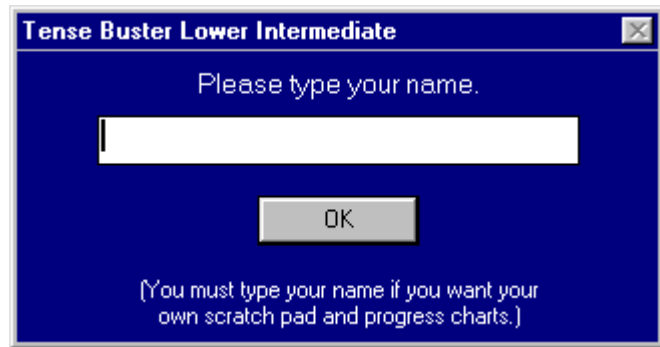 Tense Buster Lower Intermediate
Please type your name.
OK
(You must type your name if you want your
own scratch pad and progress charts.)